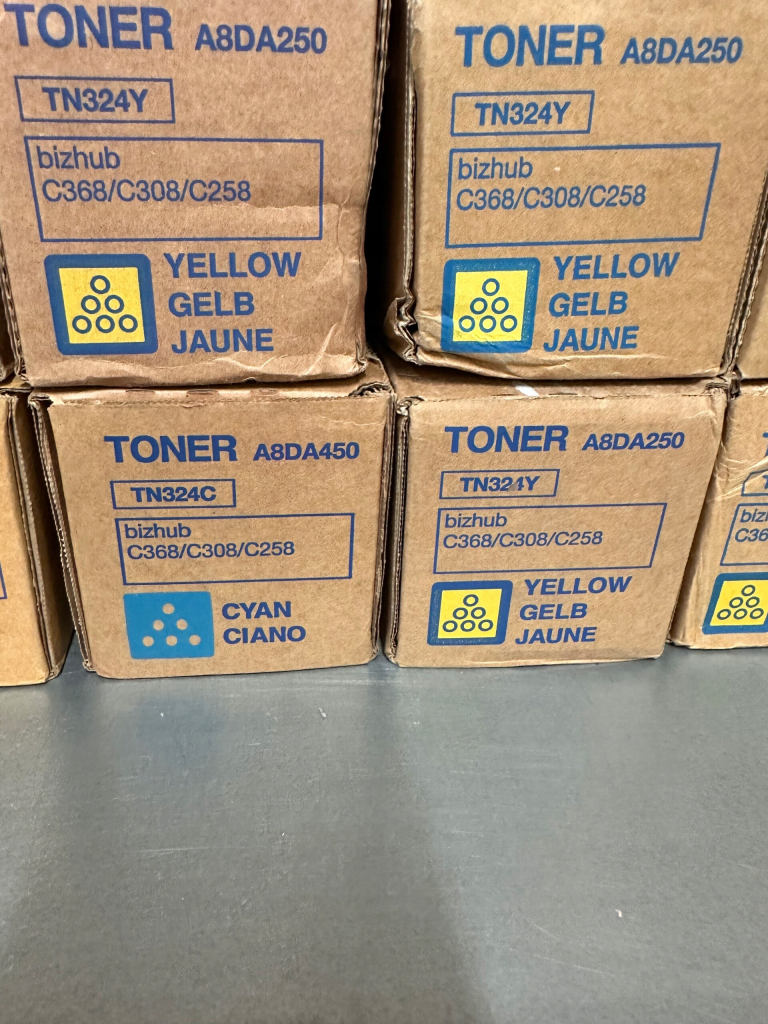 TONER A8DA250
TN324Y
bizhub
C368/C308/C258
YELLOW
GELB
JAUNE
TONER A8DA250
TN324Y
bizhub
C368/C308/C258
YELLOW
GELB
JAUNE
TONER A8DA450
TN324C
bizhub
C368/C308/C258
CYAN
CIANO
TONER A8DA250
TN324Y
bizhub
C368/C308/C258
YELLOW
GELB
JAUNE